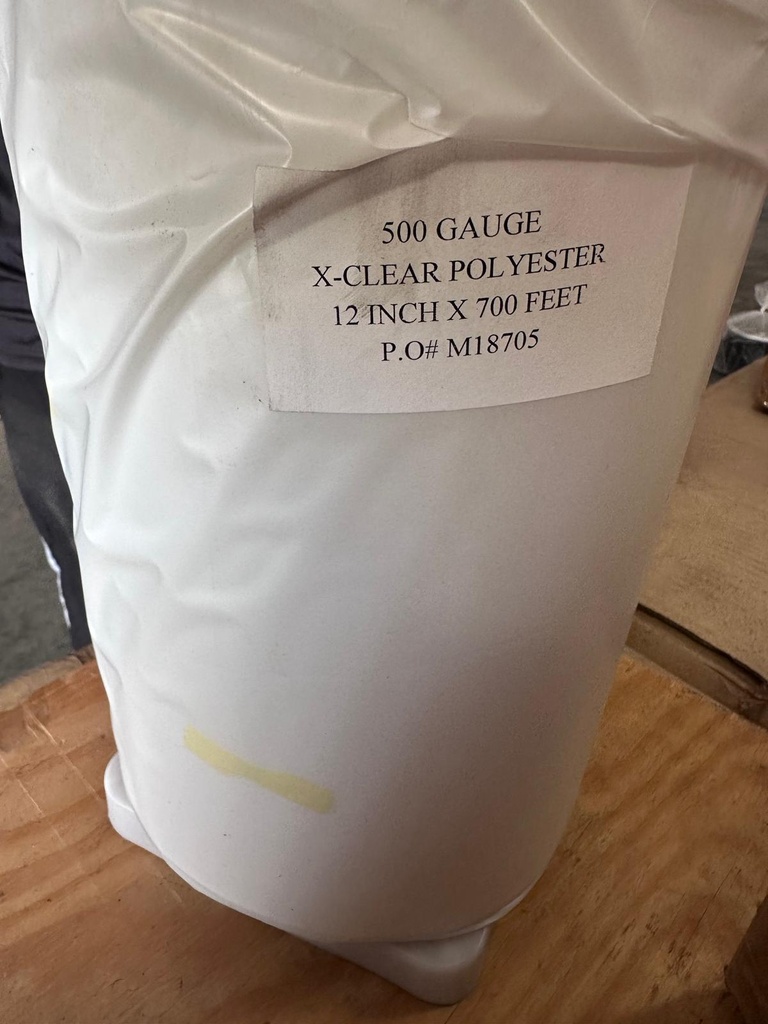 500 GAUGE
X-CLEAR POLYESTER
12 INCH X 700 FEET
P.O# M18705